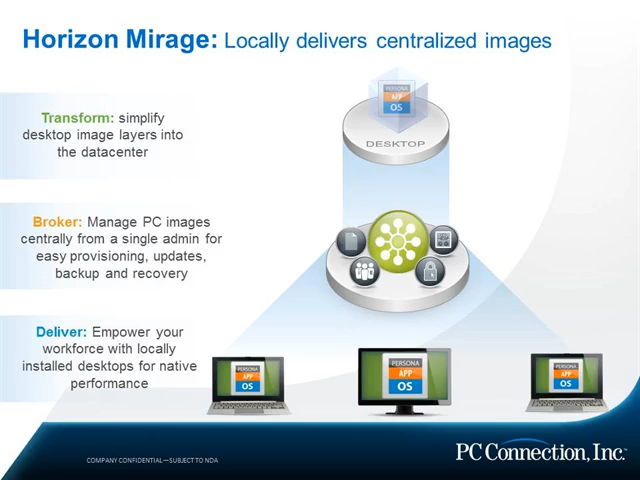 Horizon Mirage: Locally delivers centralized images
Transform: simplify
desktop image layers into
the datacenter
PERSONA
APP
OS
DESKTOP
Broker: Manage PC images
centrally from a single admin for
easy provisioning, updates,
backup and recovery
Deliver: Empower your
workforce with locally
installed desktops for native
performance
PERSONA
APP
OS
PERSONA
APP
OS
PERSONA
APP
OS
COMPANY CONFIDENTIAL—SUBJECT TO NDA
PC Connection, Inc.